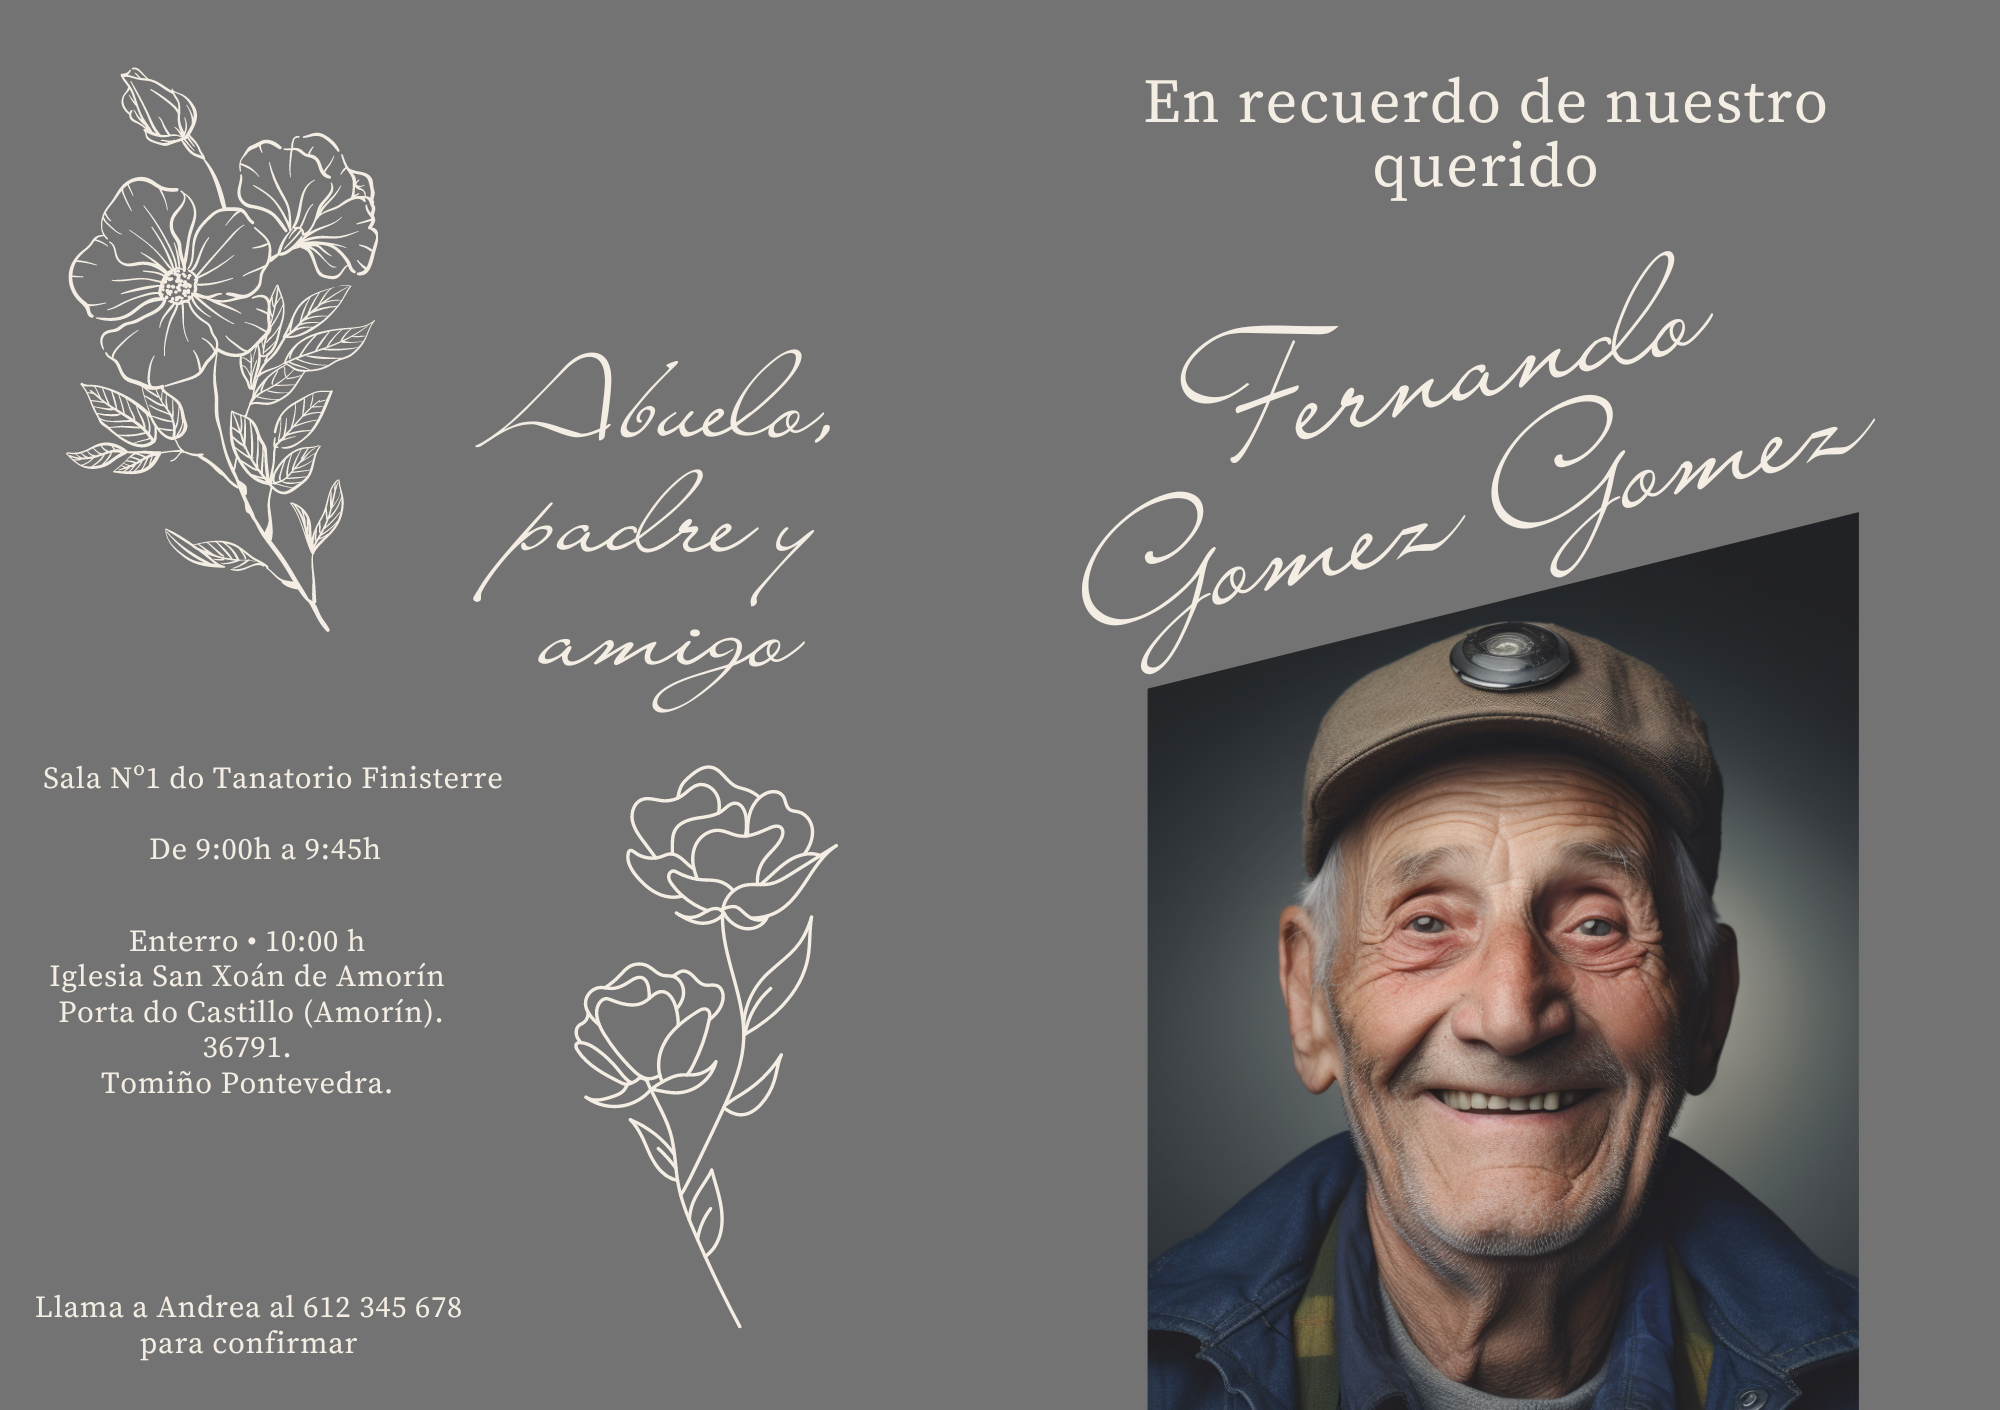 Abuelo,
padre y
amigo
Sala Nº1 do Tanatorio Finisterre
De 9:00h a 9:45h
Enterro • 10:00 h
Iglesia San Xoán de Amorín
Porta do Castillo (Amorín).
36791.
Tomiño Pontevedra.
Llama a Andrea al 612 345 678
para confirmar
En recuerdo de nuestro
querido
Fernando
Gomez Gomez